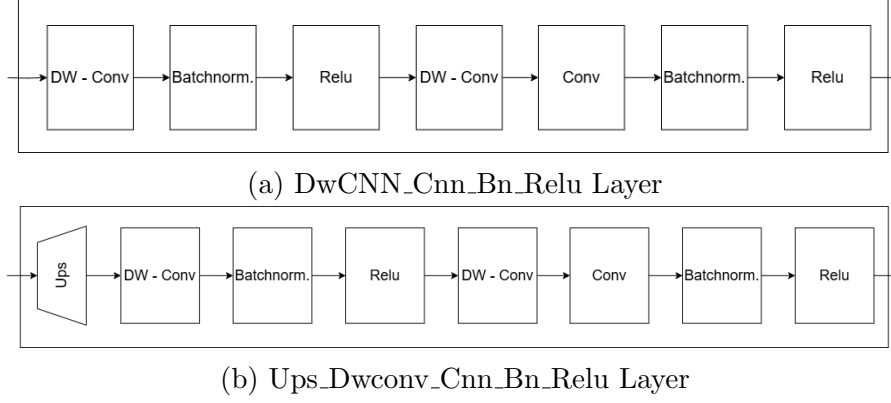 DW - Conv Batchnorm. Relu DW - Conv Conv Batchnorm. Relu
(a) DwCNN_Cnn_Bn_Relu Layer
Ups DW - Conv Batchnorm. Relu DW - Conv Conv Batchnorm. Relu
(b) Ups_Dwconv_Cnn_Bn_Relu Layer